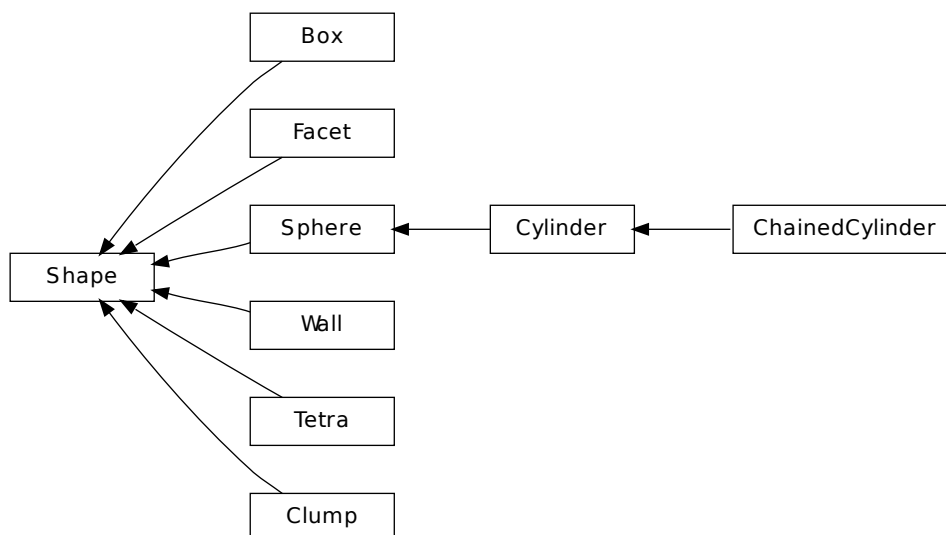 Box
Facet
Sphere
Cylinder
ChainedCylinder
Shape
Wall
Tetra
Clump